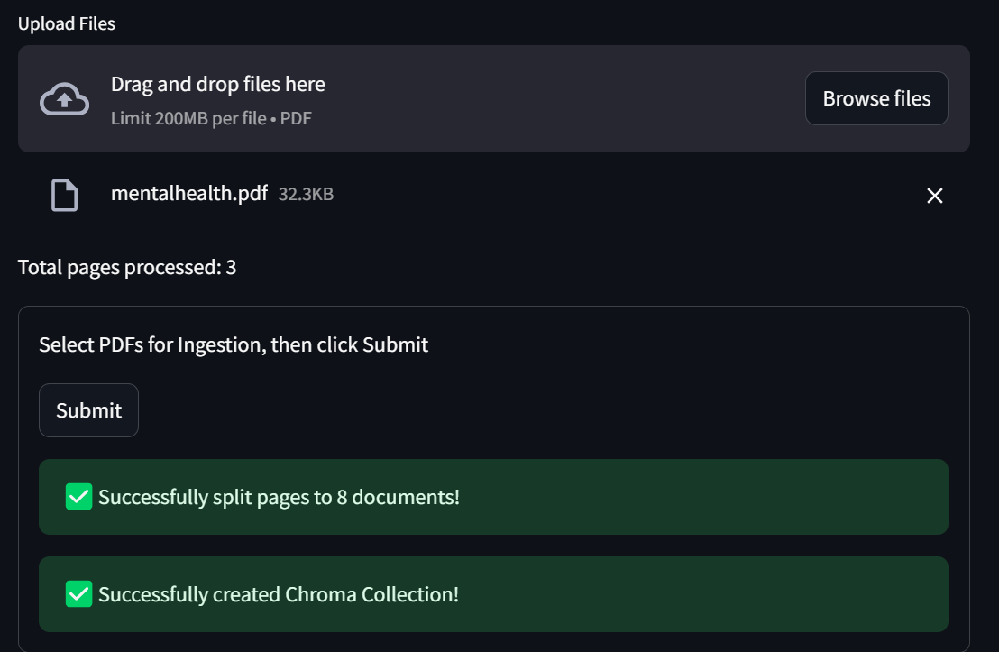 Upload Files
Drag and drop files here
Limit 200MB per file • PDF
Browse files
mentalhealth.pdf 32.3KB
Total pages processed: 3
Select PDFs for Ingestion, then click Submit
Submit
✅ Successfully split pages to 8 documents!
✅ Successfully created Chroma Collection!